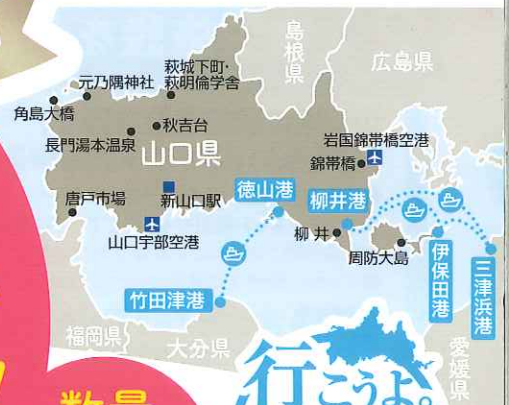 島根県
広島県
萩城下町・
萩明倫学舎
元乃隅神社
角島大橋
秋吉台
長門湯本温泉
山口県
岩国錦帯橋空港
錦帯橋
唐戸市場
新山口駅
徳山港
柳井港
山口宇部空港
柳井
周防大島
伊保田港
三津浜港
竹田津港
福岡県
大分県
愛媛県
行こうよ。
数量